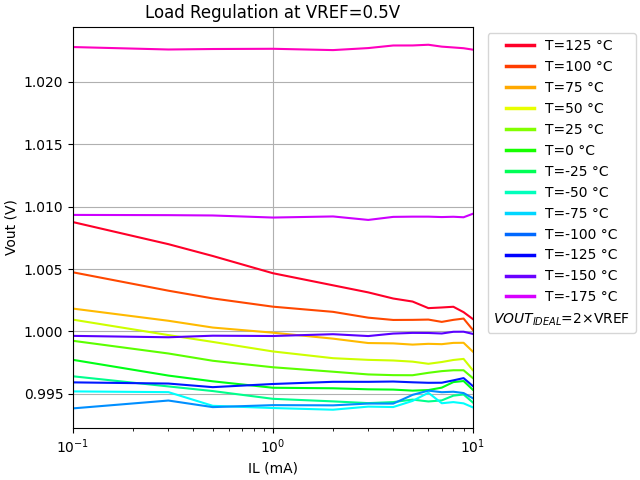 Load Regulation at VREF=0.5V
Vout (V)
1.020
1.015
1.010
1.005
1.000
0.995
10⁻¹
10⁰
10¹
IL (mA)
T=125 °C
T=100 °C
T=75 °C
T=50 °C
T=25 °C
T=0 °C
T=-25 °C
T=-50 °C
T=-75 °C
T=-100 °C
T=-125 °C
T=-150 °C
T=-175 °C
VOUT_IDEAL=2×VREF